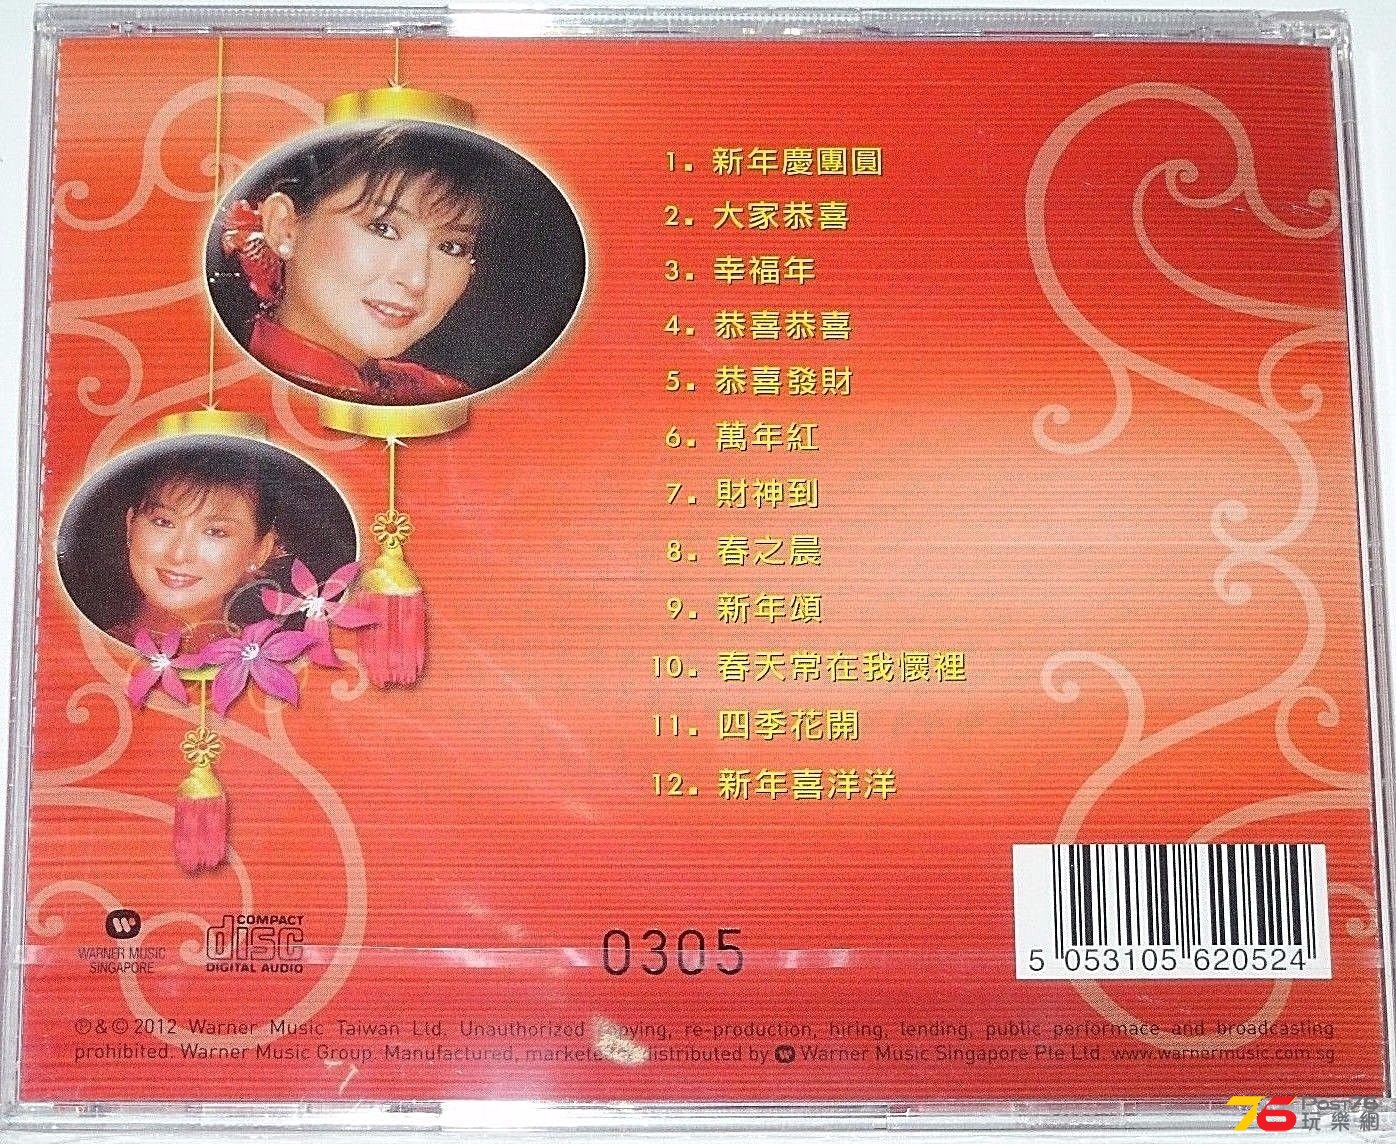 1. 新年慶團圓
2. 大家恭喜
3. 幸福年
4. 恭喜恭喜
5. 恭喜發財
6. 萬年紅
7. 財神到
8. 春之晨
9. 新年頌
10. 春天常在我懷裡
11. 四季花開
12. 新年喜洋洋
WARNER MUSIC
SINGAPORE
COMPACT
disc
DIGITAL AUDIO
0305
5 053105 620524
℗&©2012 Warner Music Taiwan Ltd. Unauthorized copying, re-production, hiring, lending, public performace and broadcasting
prohibited. Warner Music Group. Manufactured, marketed distributed by Warner Music Singapore Pte Ltd. www.warnermusic.com.sg
76
Post76
玩樂網